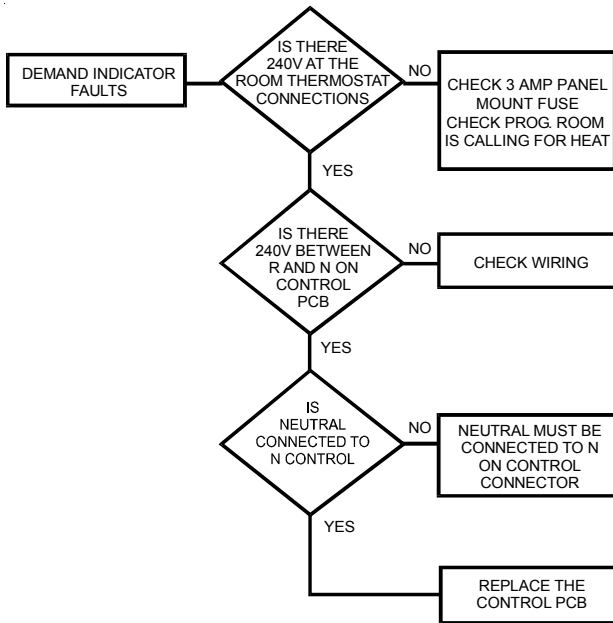 DEMAND INDICATOR
FAULTS
IS THERE
240V AT THE
ROOM THERMOSTAT
CONNECTIONS
NO
CHECK 3 AMP PANEL
MOUNT FUSE
CHECK PROG. ROOM
IS CALLING FOR HEAT
YES
IS THERE
240V BETWEEN
R AND N ON
CONTROL
PCB
NO
CHECK WIRING
YES
IS
NEUTRAL
CONNECTED TO
N CONTROL
NO
NEUTRAL MUST BE
CONNECTED TO N
ON CONTROL
CONNECTOR
YES
REPLACE THE
CONTROL PCB